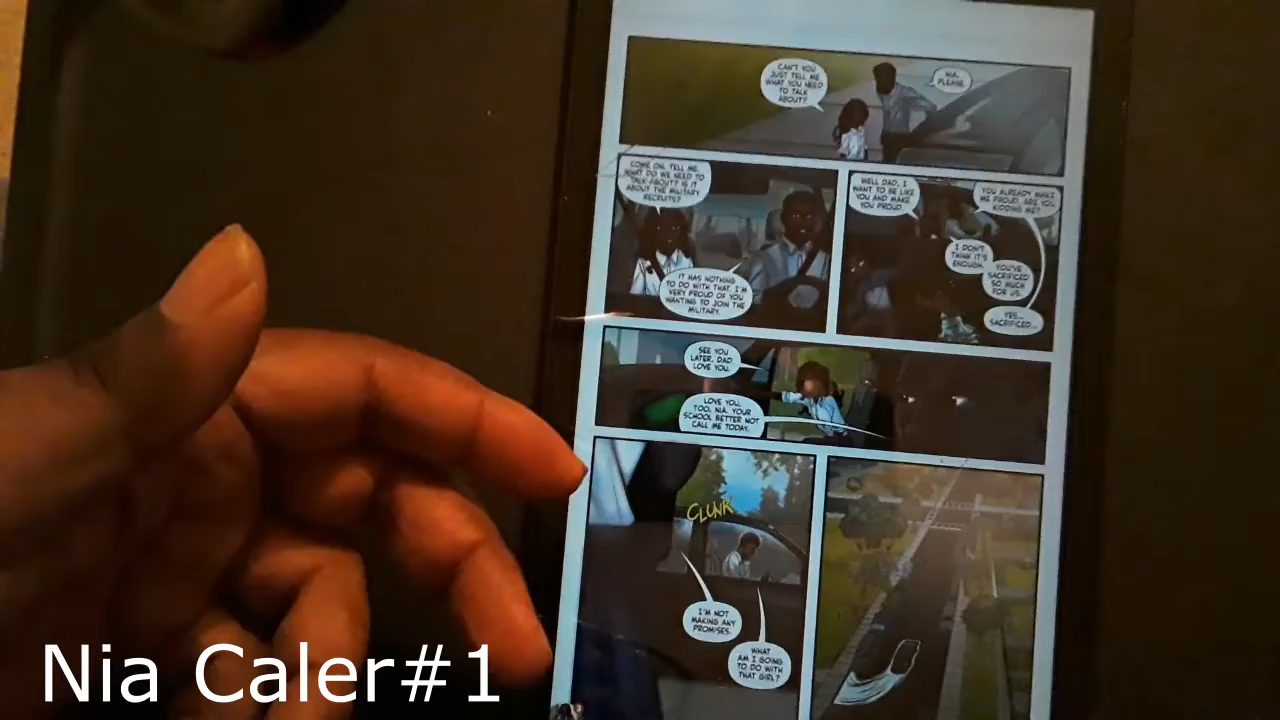 CAN'T YOU
JUST TELL ME
WHAT YOU NEED
TO TALK
ABOUT?
NIA,
PLEASE.
COME ON, TELL ME.
WHAT DO WE NEED TO
TALK ABOUT? IS IT
ABOUT THE MILITARY
RECRUITS?
IT HAS NOTHING
TO DO WITH THAT. I'M
VERY PROUD OF YOU
WANTING TO JOIN THE
MILITARY.
WELL DAD, I
WANT TO BE LIKE
YOU AND MAKE
YOU PROUD.
YOU ALREADY MAKE
ME PROUD. ARE YOU
KIDDING ME?
I DON'T
THINK IT'S
ENOUGH.
YOU'VE
SACRIFICED
SO MUCH
FOR US.
YES...
SACRIFICED...
SEE YOU
LATER, DAD.
LOVE YOU.
LOVE YOU,
TOO, NIA. YOUR
SCHOOL BETTER NOT
CALL ME TODAY.
CLUNK
I'M NOT
MAKING ANY
PROMISES.
WHAT
AM I GOING
TO DO WITH
THAT GIRL?
Nia Caler#1